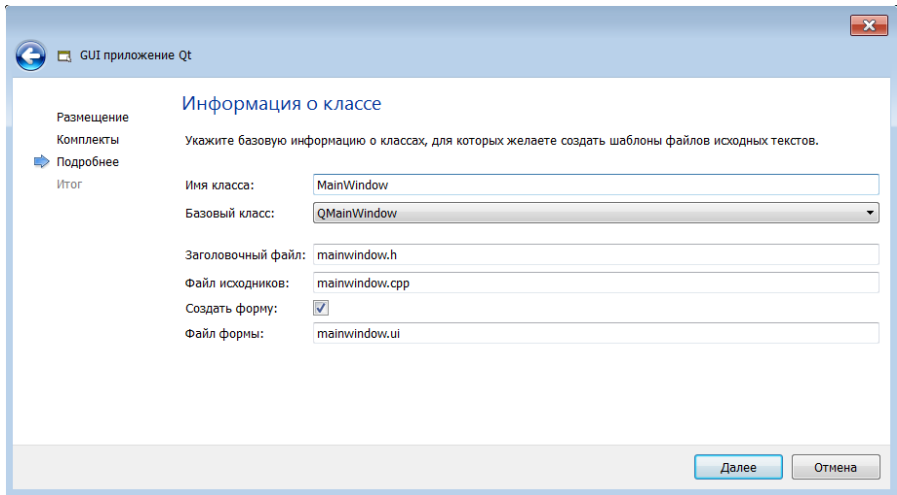 GUI приложение Qt
Размещение
Комплекты
Подробнее
Итог
Информация о классе
Укажите базовую информацию о классах, для которых желаете создать шаблоны файлов исходных текстов.
Имя класса: MainWindow
Базовый класс: QMainWindow
Заголовочный файл: mainwindow.h
Файл исходников: mainwindow.cpp
Создать форму:
Файл формы: mainwindow.ui
Далее Отмена